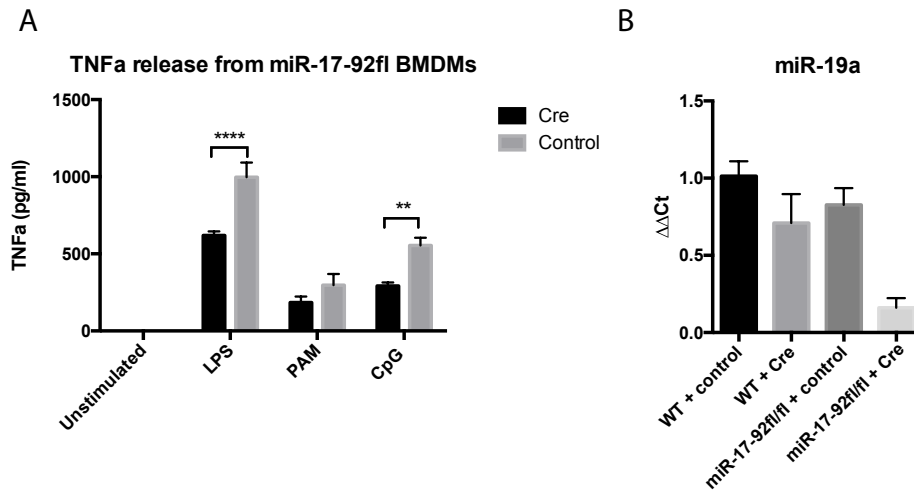 A
TNFa release from miR-17-92fl BMDMs
1500
1000
500
0
TNFa (pg/ml)
****
**
Cre
Control
Unstimulated
LPS
PAM
CpG
B
miR-19a
1.5
1.0
0.5
0.0
ΔΔCt
WT + control
WT + Cre
miR-17-92fl/fl + control
miR-17-92fl/fl + Cre